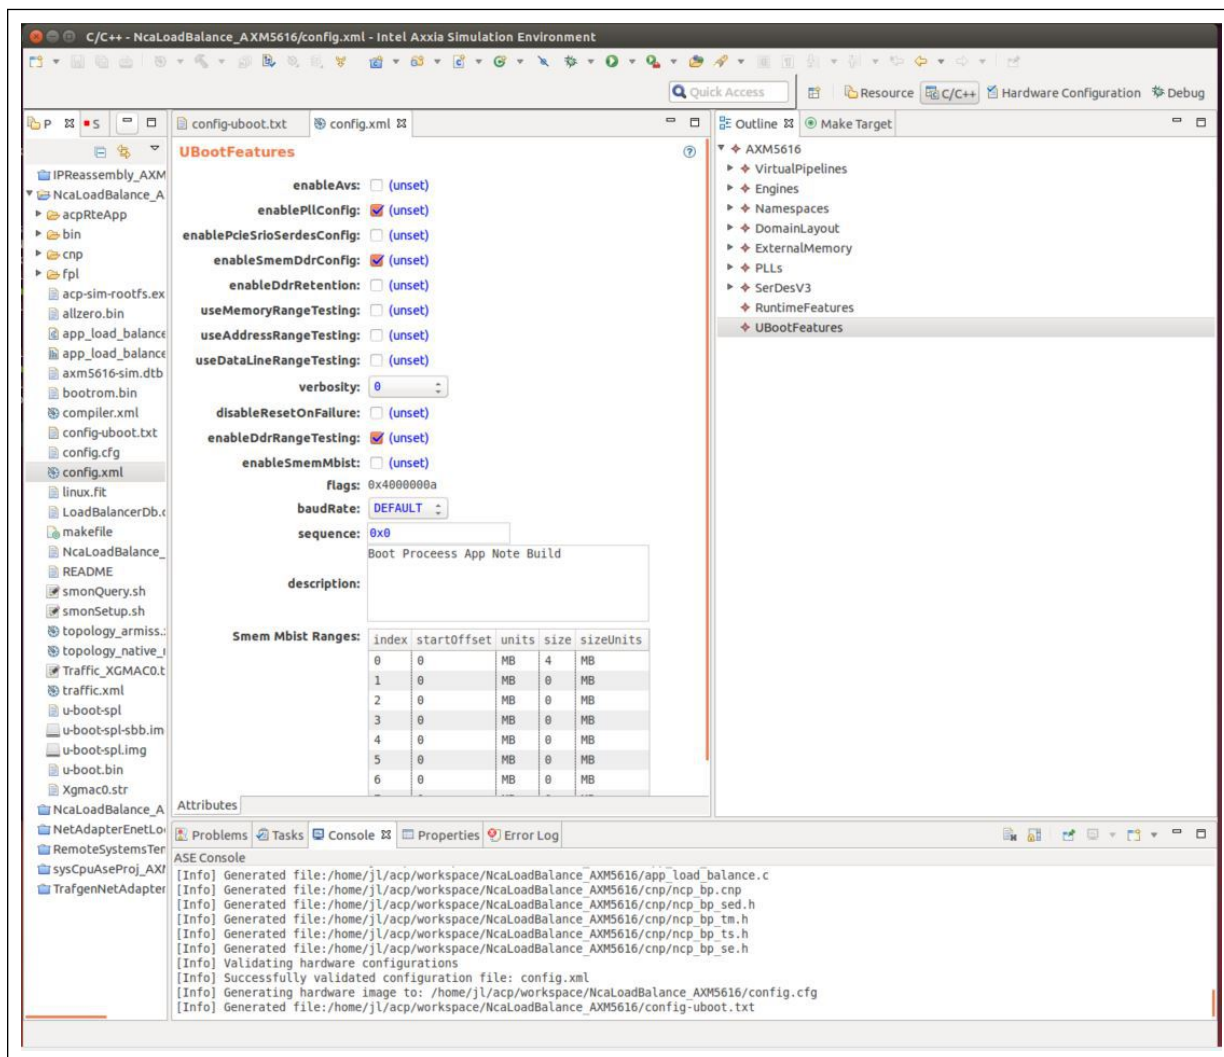 C/C++ - NcaLoadBalance_AXM5616/config.xml - Intel Axxia Simulation Environment
Quick Access Resource C/C++ Hardware Configuration Debug
P S
IPReassembly_AXM
NcaLoadBalance_A
acpRteApp
bin
cnp
fpl
acp-sim-rootfs.ex
allzero.bin
app_load_balance
app_load_balance
axm5616-sim.dtb
bootrom.bin
compiler.xml
config-uboot.txt
config.cfg
config.xml
linux.fit
LoadBalancerDb.c
makefile
NcaLoadBalance_
README
smonQuery.sh
smonSetup.sh
topology_armiss.
topology_native_
Traffic_XGMAC0.t
traffic.xml
u-boot-spl
u-boot-spl-sbb.im
u-boot-spl.img
u-boot.bin
Xgmac0.str
NcaLoadBalance_A
NetAdapterEnetLo
RemoteSystemsTer
sysCpuAseProj_AX
TrafgenNetAdapter
config-uboot.txt config.xml
UBootFeatures
enableAvs: (unset)
enablePllConfig: (unset)
enablePcieSrioSerdesConfig: (unset)
enableSmemDdrConfig: (unset)
enableDdrRetention: (unset)
useMemoryRangeTesting: (unset)
useAddressRangeTesting: (unset)
useDataLineRangeTesting: (unset)
verbosity: 0
disableResetOnFailure: (unset)
enableDdrRangeTesting: (unset)
enableSmemMbist: (unset)
flags: 0x4000000a
baudRate: DEFAULT
sequence: 0x0
description: Boot Proceess App Note Build
Smem Mbist Ranges:
index startOffset units size sizeUnits
0 0 MB 4 MB
1 0 MB 0 MB
2 0 MB 0 MB
3 0 MB 0 MB
4 0 MB 0 MB
5 0 MB 0 MB
6 0 MB 0 MB
Attributes
Outline Make Target
AXM5616
VirtualPipelines
Engines
Namespaces
DomainLayout
ExternalMemory
PLLs
SerDesV3
RuntimeFeatures
UBootFeatures
Problems Tasks Console Properties Error Log
ASE Console
[Info] Generated file:/home/jl/acp/workspace/NcaLoadBalance_AXM5616/app_load_balance.c
[Info] Generated file:/home/jl/acp/workspace/NcaLoadBalance_AXM5616/cnp/ncp_bp.cnp
[Info] Generated file:/home/jl/acp/workspace/NcaLoadBalance_AXM5616/cnp/ncp_bp_sed.h
[Info] Generated file:/home/jl/acp/workspace/NcaLoadBalance_AXM5616/cnp/ncp_bp_tm.h
[Info] Generated file:/home/jl/acp/workspace/NcaLoadBalance_AXM5616/cnp/ncp_bp_ts.h
[Info] Generated file:/home/jl/acp/workspace/NcaLoadBalance_AXM5616/cnp/ncp_bp_se.h
[Info] Validating hardware configurations
[Info] Successfully validated configuration file: config.xml
[Info] Generating hardware image to: /home/jl/acp/workspace/NcaLoadBalance_AXM5616/config.cfg
[Info] Generated file:/home/jl/acp/workspace/NcaLoadBalance_AXM5616/config-uboot.txt